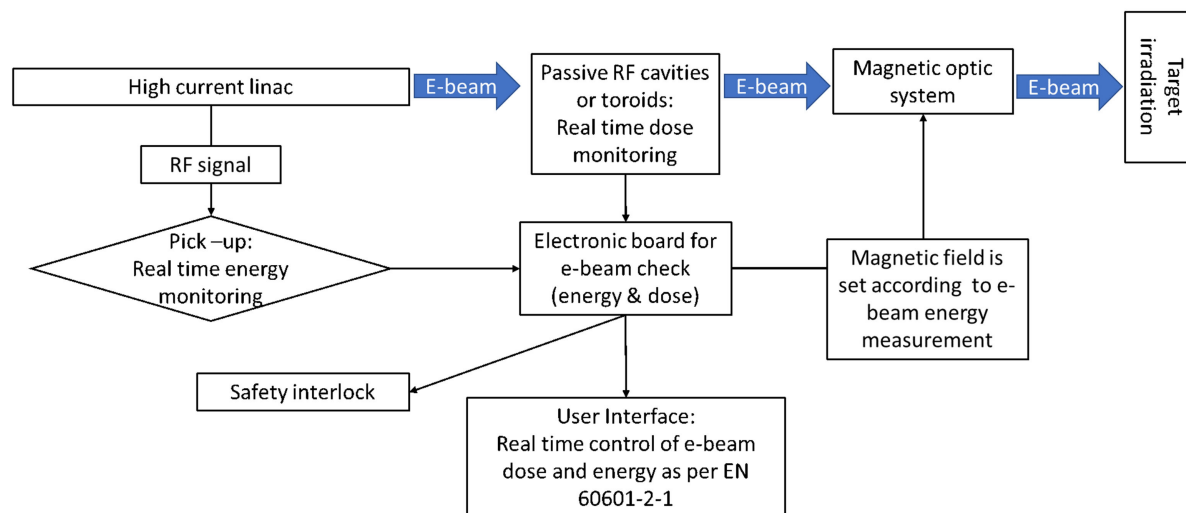 High current linac
E-beam
Passive RF cavities
or toroids:
Real time dose
monitoring
E-beam
Magnetic optic
system
E-beam
Target
irradiation
RF signal
Pick –up:
Real time energy
monitoring
Electronic board for
e-beam check
(energy & dose)
Magnetic field is
set according to e-
beam energy
measurement
Safety interlock
User Interface:
Real time control of e-beam
dose and energy as per EN
60601-2-1